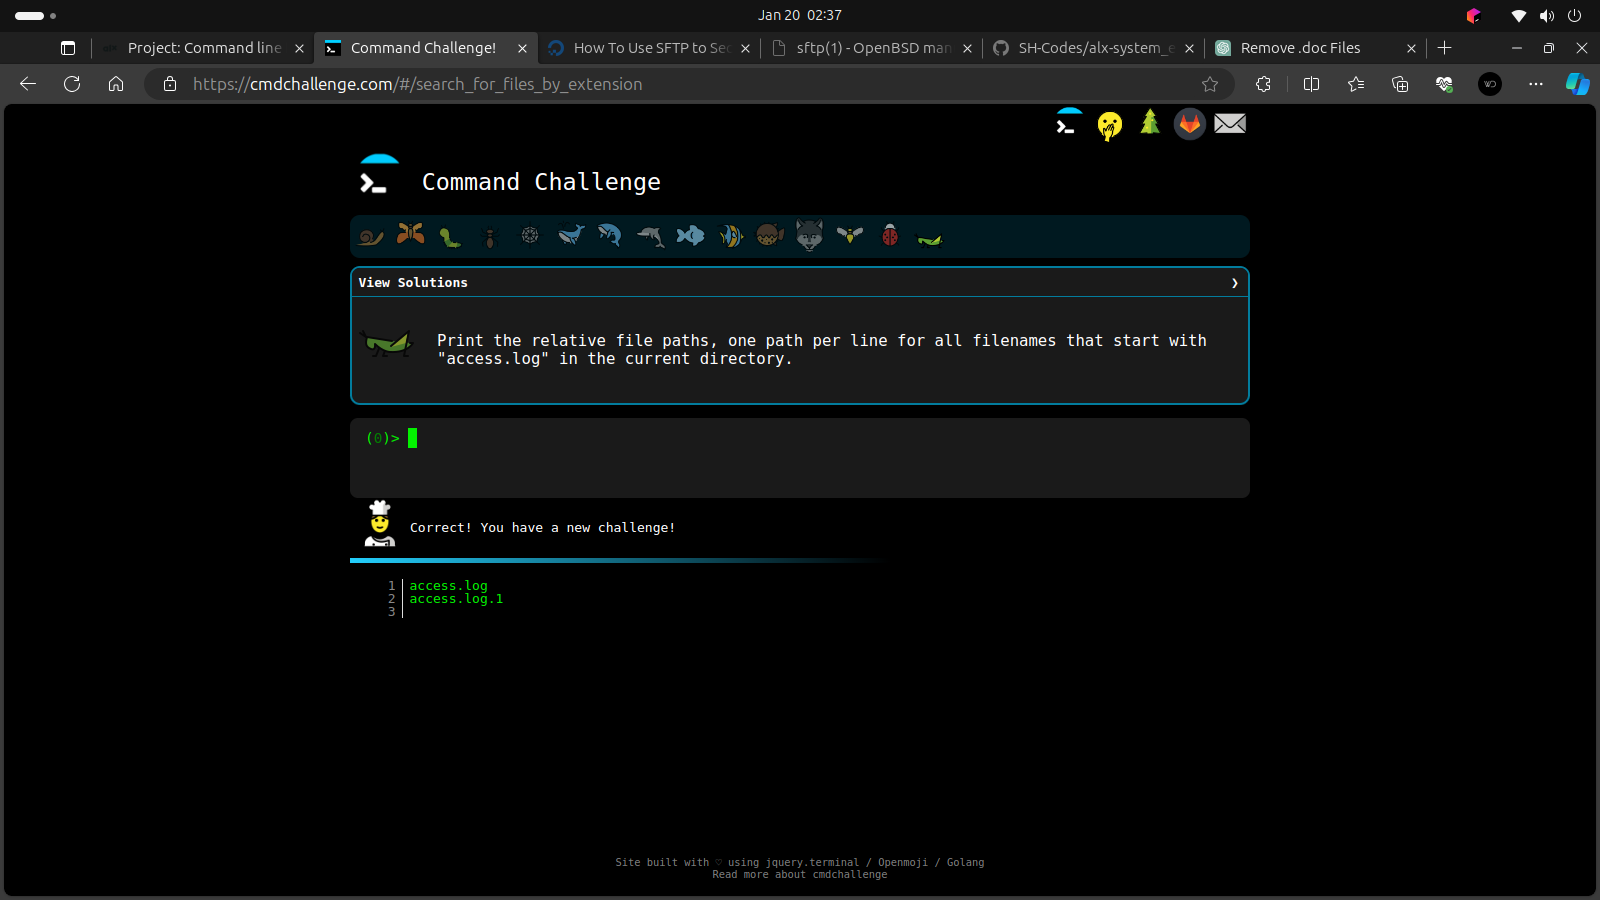 Jan 20 02:37
Project: Command line
Command Challenge!
How To Use SFTP to Sec
sftp(1) - OpenBSD man
SH-Codes/alx-system_e
Remove .doc Files
https://cmdchallenge.com/#/search_for_files_by_extension
WD
Command Challenge
View Solutions
Print the relative file paths, one path per line for all filenames that start with
"access.log" in the current directory.
(0)>
Correct! You have a new challenge!
1 access.log
2 access.log.1
3
Site built with ♡ using jquery.terminal / Openmoji / Golang
Read more about cmdchallenge